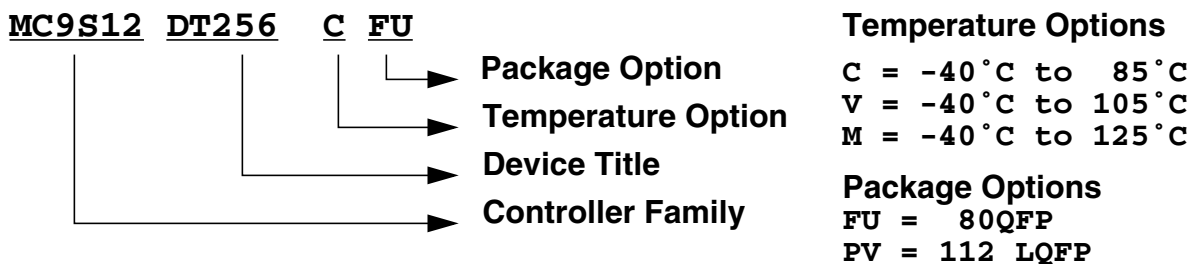 MC9S12 DT256 C FU
Package Option
Temperature Option
Device Title
Controller Family
Temperature Options
C = -40˚C to 85˚C
V = -40˚C to 105˚C
M = -40˚C to 125˚C
Package Options
FU = 80QFP
PV = 112 LQFP